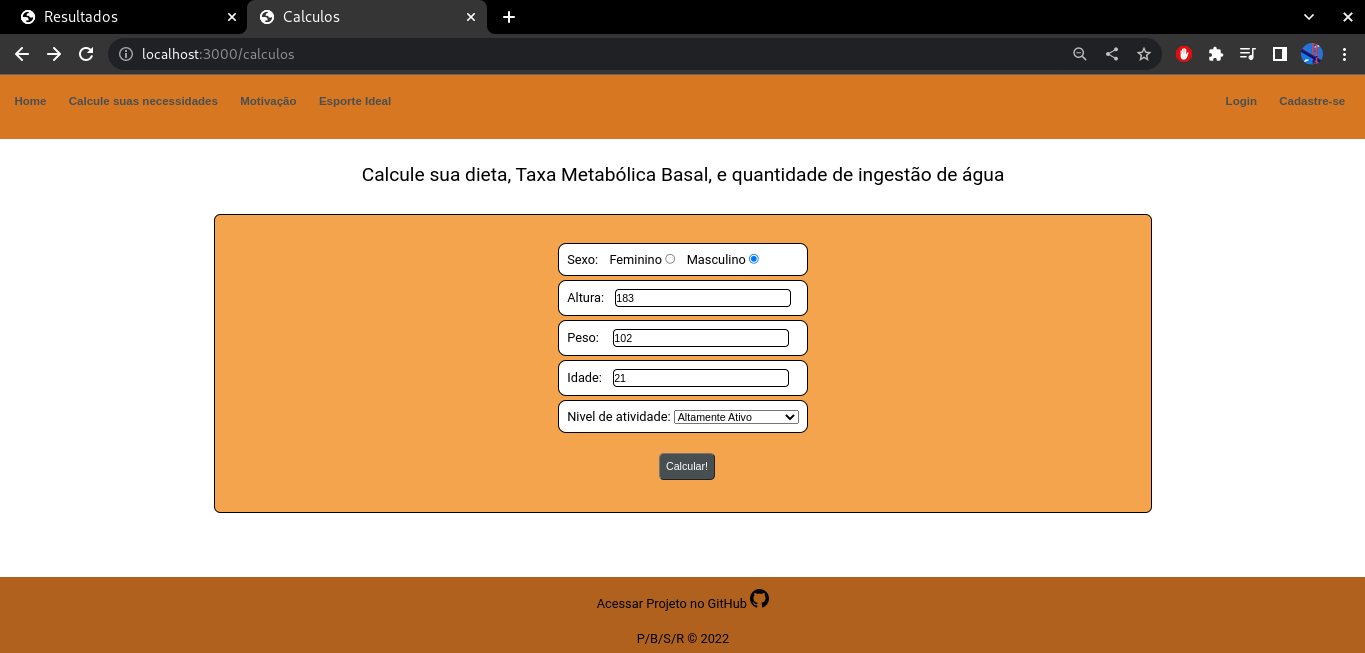 Resultados
Calculos
localhost:3000/calculos
Home Calcule suas necessidades Motivação Esporte Ideal Login Cadastre-se
Calcule sua dieta, Taxa Metabólica Basal, e quantidade de ingestão de água
Sexo: Feminino Masculino
Altura: 183
Peso: 102
Idade: 21
Nivel de atividade: Altamente Ativo
Calcular!
Acessar Projeto no GitHub
P/B/S/R © 2022